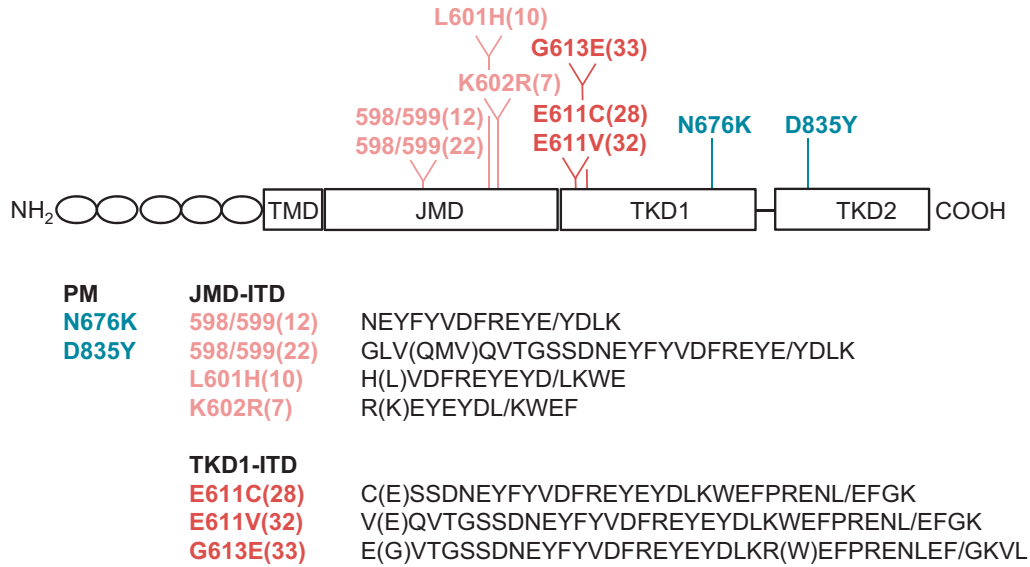 L601H(10)
G613E(33)
K602R(7)
598/599(12)
E611C(28)
N676K
D835Y
598/599(22)
E611V(32)
NH2
TMD
JMD
TKD1
TKD2
COOH
PM
JMD-ITD
N676K
598/599(12)
NEYFYVDFREYE/YDLK
D835Y
598/599(22)
GLV(QMV)QVTGSSDNEYFYVDFREYE/YDLK
L601H(10)
H(L)VDFREYEYD/LKWE
K602R(7)
R(K)EYEYDL/KWEF
TKD1-ITD
E611C(28)
C(E)SSDNEYFYVDFREYEYDLKWEFPRENL/EFGK
E611V(32)
V(E)QVTGSSDNEYFYVDFREYEYDLKWEFPRENL/EFGK
G613E(33)
E(G)VTGSSDNEYFYVDFREYEYDLKR(W)EFPRENLEF/GKVL